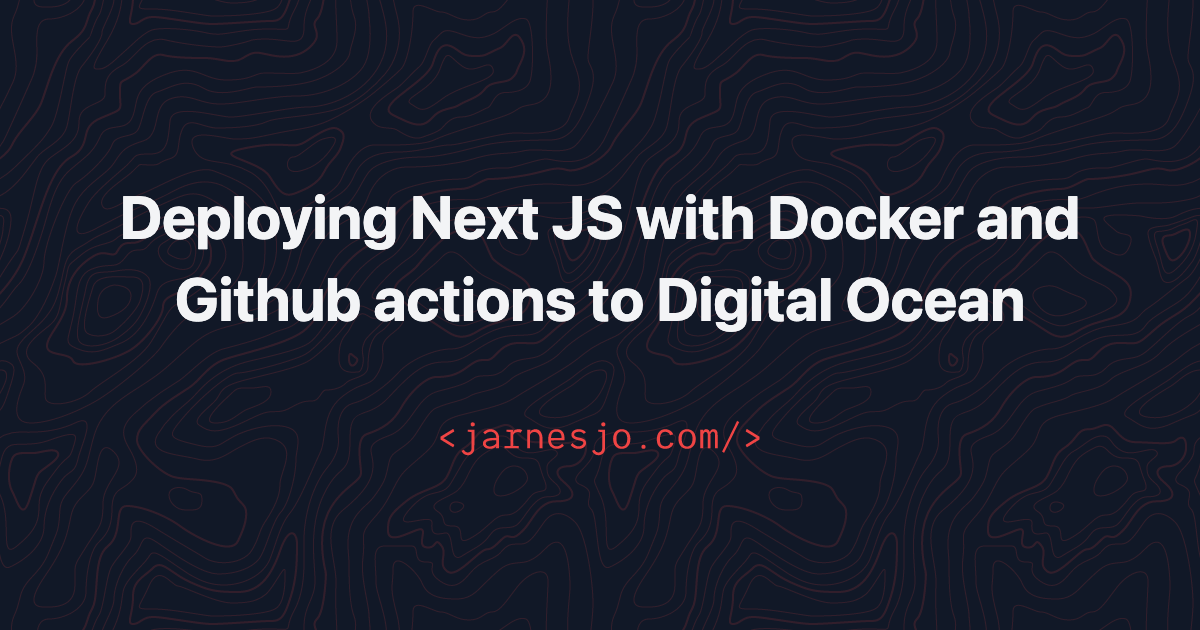 Deploying Next JS with Docker and
Github actions to Digital Ocean
<jarnesjo.com/>